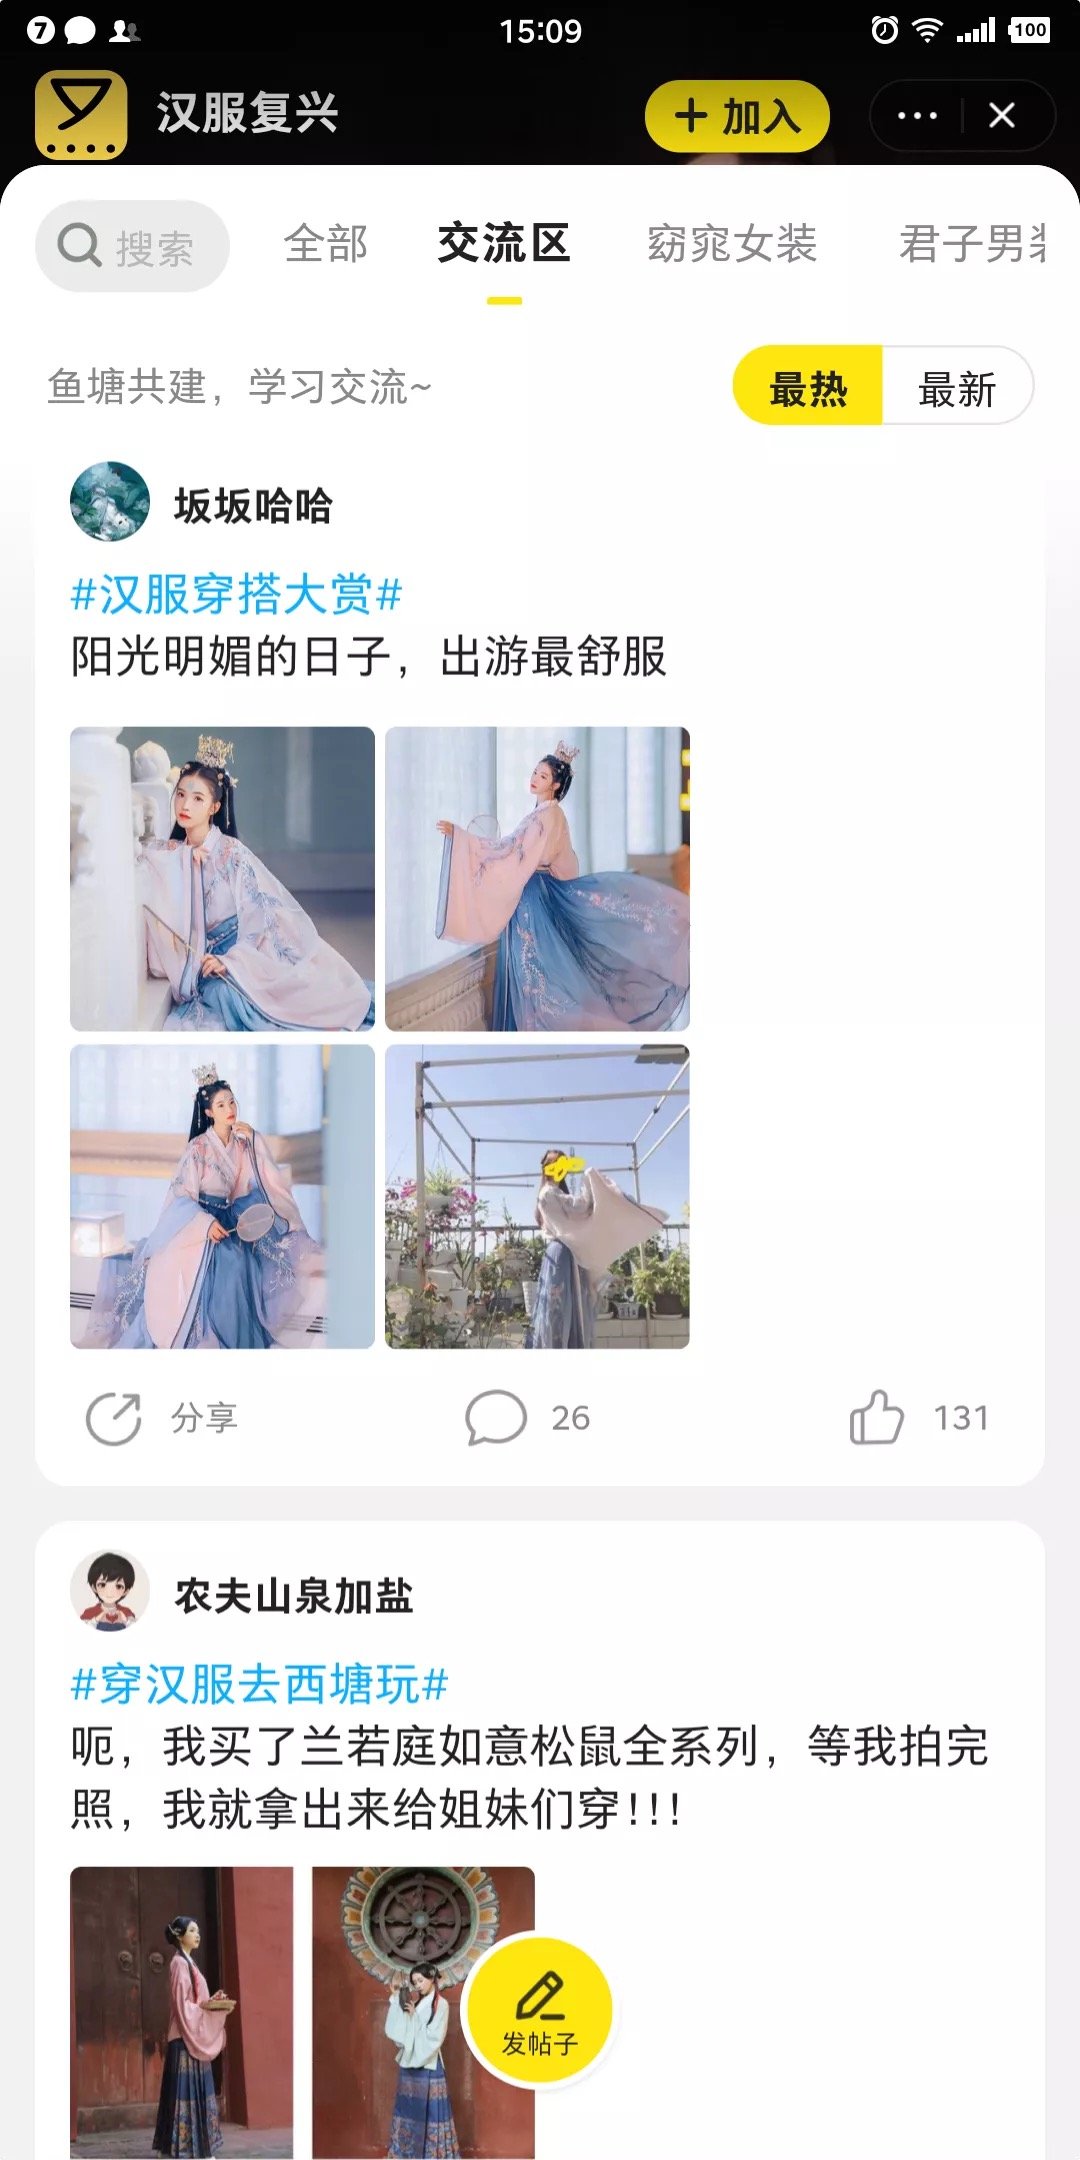 7
15:09
100
汉服复兴
加入
搜索
全部
交流区
窈窕女装
君子男装
鱼塘共建，学习交流~
最热
最新
坂坂哈哈
#汉服穿搭大赏#
阳光明媚的日子，出游最舒服
分享
26
131
农夫山泉加盐
#穿汉服去西塘玩#
呃，我买了兰若庭如意松鼠全系列，等我拍完
照，我就拿出来给姐妹们穿!!!
发帖子